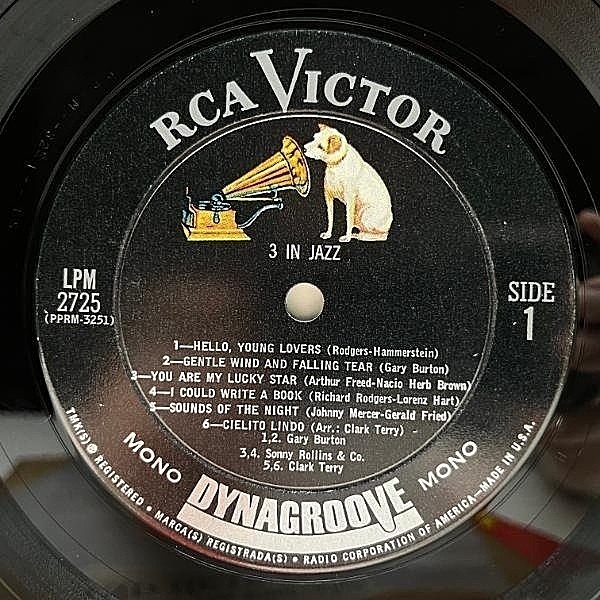 RCA VICTOR
3 IN JAZZ
LPM
2725
(PPRM-3251)
SIDE
1
1—HELLO, YOUNG LOVERS (Rodgers-Hammerstein)
2—GENTLE WIND AND FALLING TEAR (Gary Burton)
3—YOU ARE MY LUCKY STAR (Arthur Freed-Nacio Herb Brown)
4—I COULD WRITE A BOOK (Richard Rodgers-Lorenz Hart)
5—SOUNDS OF THE NIGHT (Johnny Mercer-Gerald Fried)
6—CIELITO LINDO (Arr.: Clark Terry)
1,2. Gary Burton
3,4. Sonny Rollins & Co.
5,6. Clark Terry
MONO
DYNAGROOVE
MONO
TMK(S) ® REGISTERED • MARCA(S) REGISTRADA(S) • RADIO CORPORATION OF AMERICA—MADE IN U.S.A.